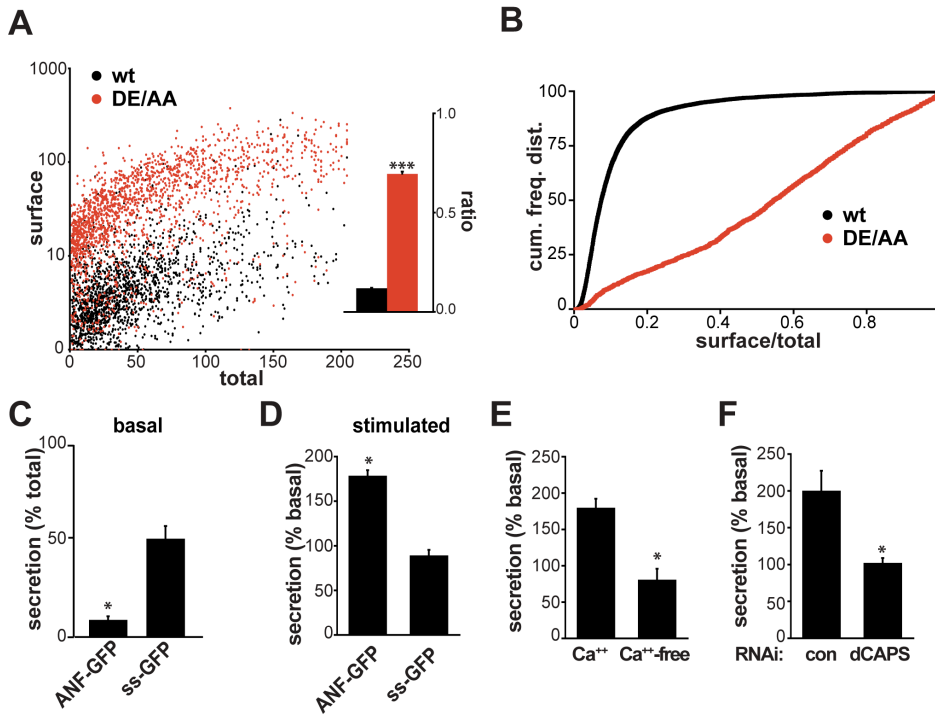 A
wt
DE/AA
surface
1000
100
10
0
0
50
100
150
200
250
total
***
1.0
0.5
0.0
ratio
B
cum. freq. dist.
100
75
50
25
0
0
0.2
0.4
0.6
0.8
surface/total
wt
DE/AA
C
basal
secretion (% total)
100
50
0
*
ANF-GFP
ss-GFP
D
stimulated
secretion (% basal)
200
150
100
50
0
*
ANF-GFP
ss-GFP
E
secretion (% basal)
250
200
150
100
50
0
*
Ca++ Ca++-free
F
secretion (% basal)
250
200
150
100
50
0
*
RNAi: con dCAPS